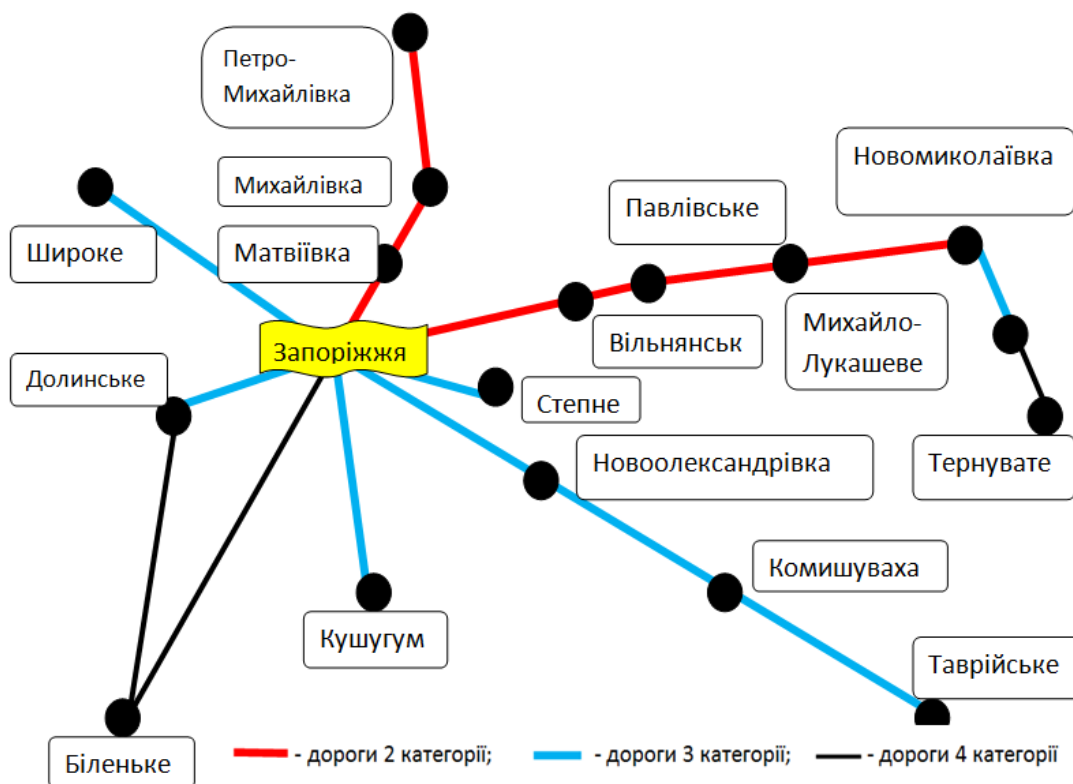 Петро-
Михайлівка
Новомиколаївка
Михайлівка
Павлівське
Широке
Матвіївка
Михайло-
Лукашеве
Вільнянськ
Запоріжжя
Долинське
Степне
Новоолександрівка
Тернувате
Комишуваха
Кушугум
Таврійське
Біленьке
- дороги 2 категорії;
- дороги 3 категорії;
- дороги 4 категорії